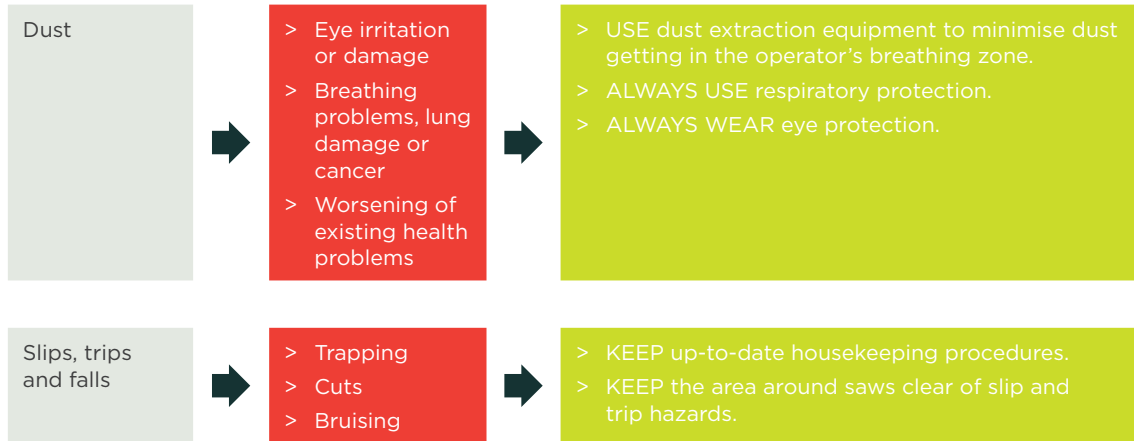 Dust
> Eye irritation
or damage
> Breathing
problems, lung
damage or
cancer
> Worsening of
existing health
problems
> USE dust extraction equipment to minimise dust
getting in the operator’s breathing zone.
> ALWAYS USE respiratory protection.
> ALWAYS WEAR eye protection.
Slips, trips
and falls
> Trapping
> Cuts
> Bruising
> KEEP up-to-date housekeeping procedures.
> KEEP the area around saws clear of slip and
trip hazards.